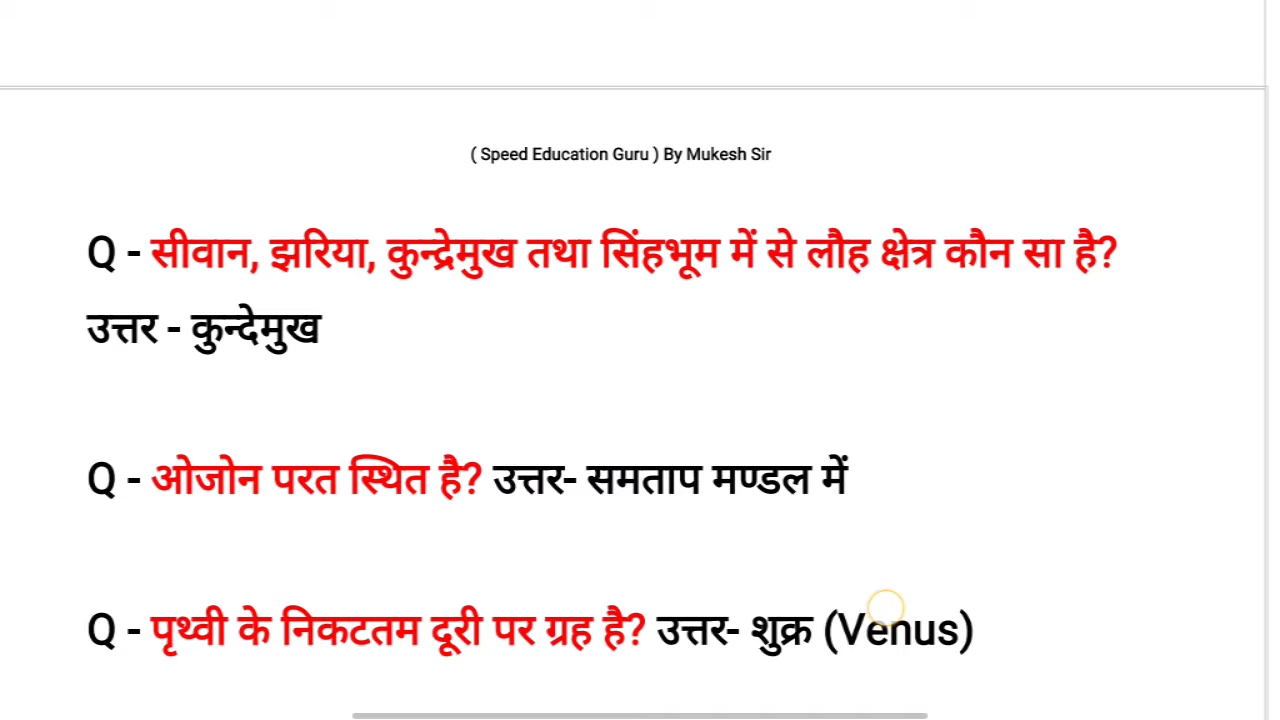 ( Speed Education Guru ) By Mukesh Sir
Q - सीवान, झरिया, कुन्द्रेमुख तथा सिंहभूम में से लौह क्षेत्र कौन सा है?
उत्तर - कुन्देमुख
Q - ओजोन परत स्थित है? उत्तर- समताप मण्डल में
Q - पृथ्वी के निकटतम दूरी पर ग्रह है? उत्तर- शुक्र (Venus)